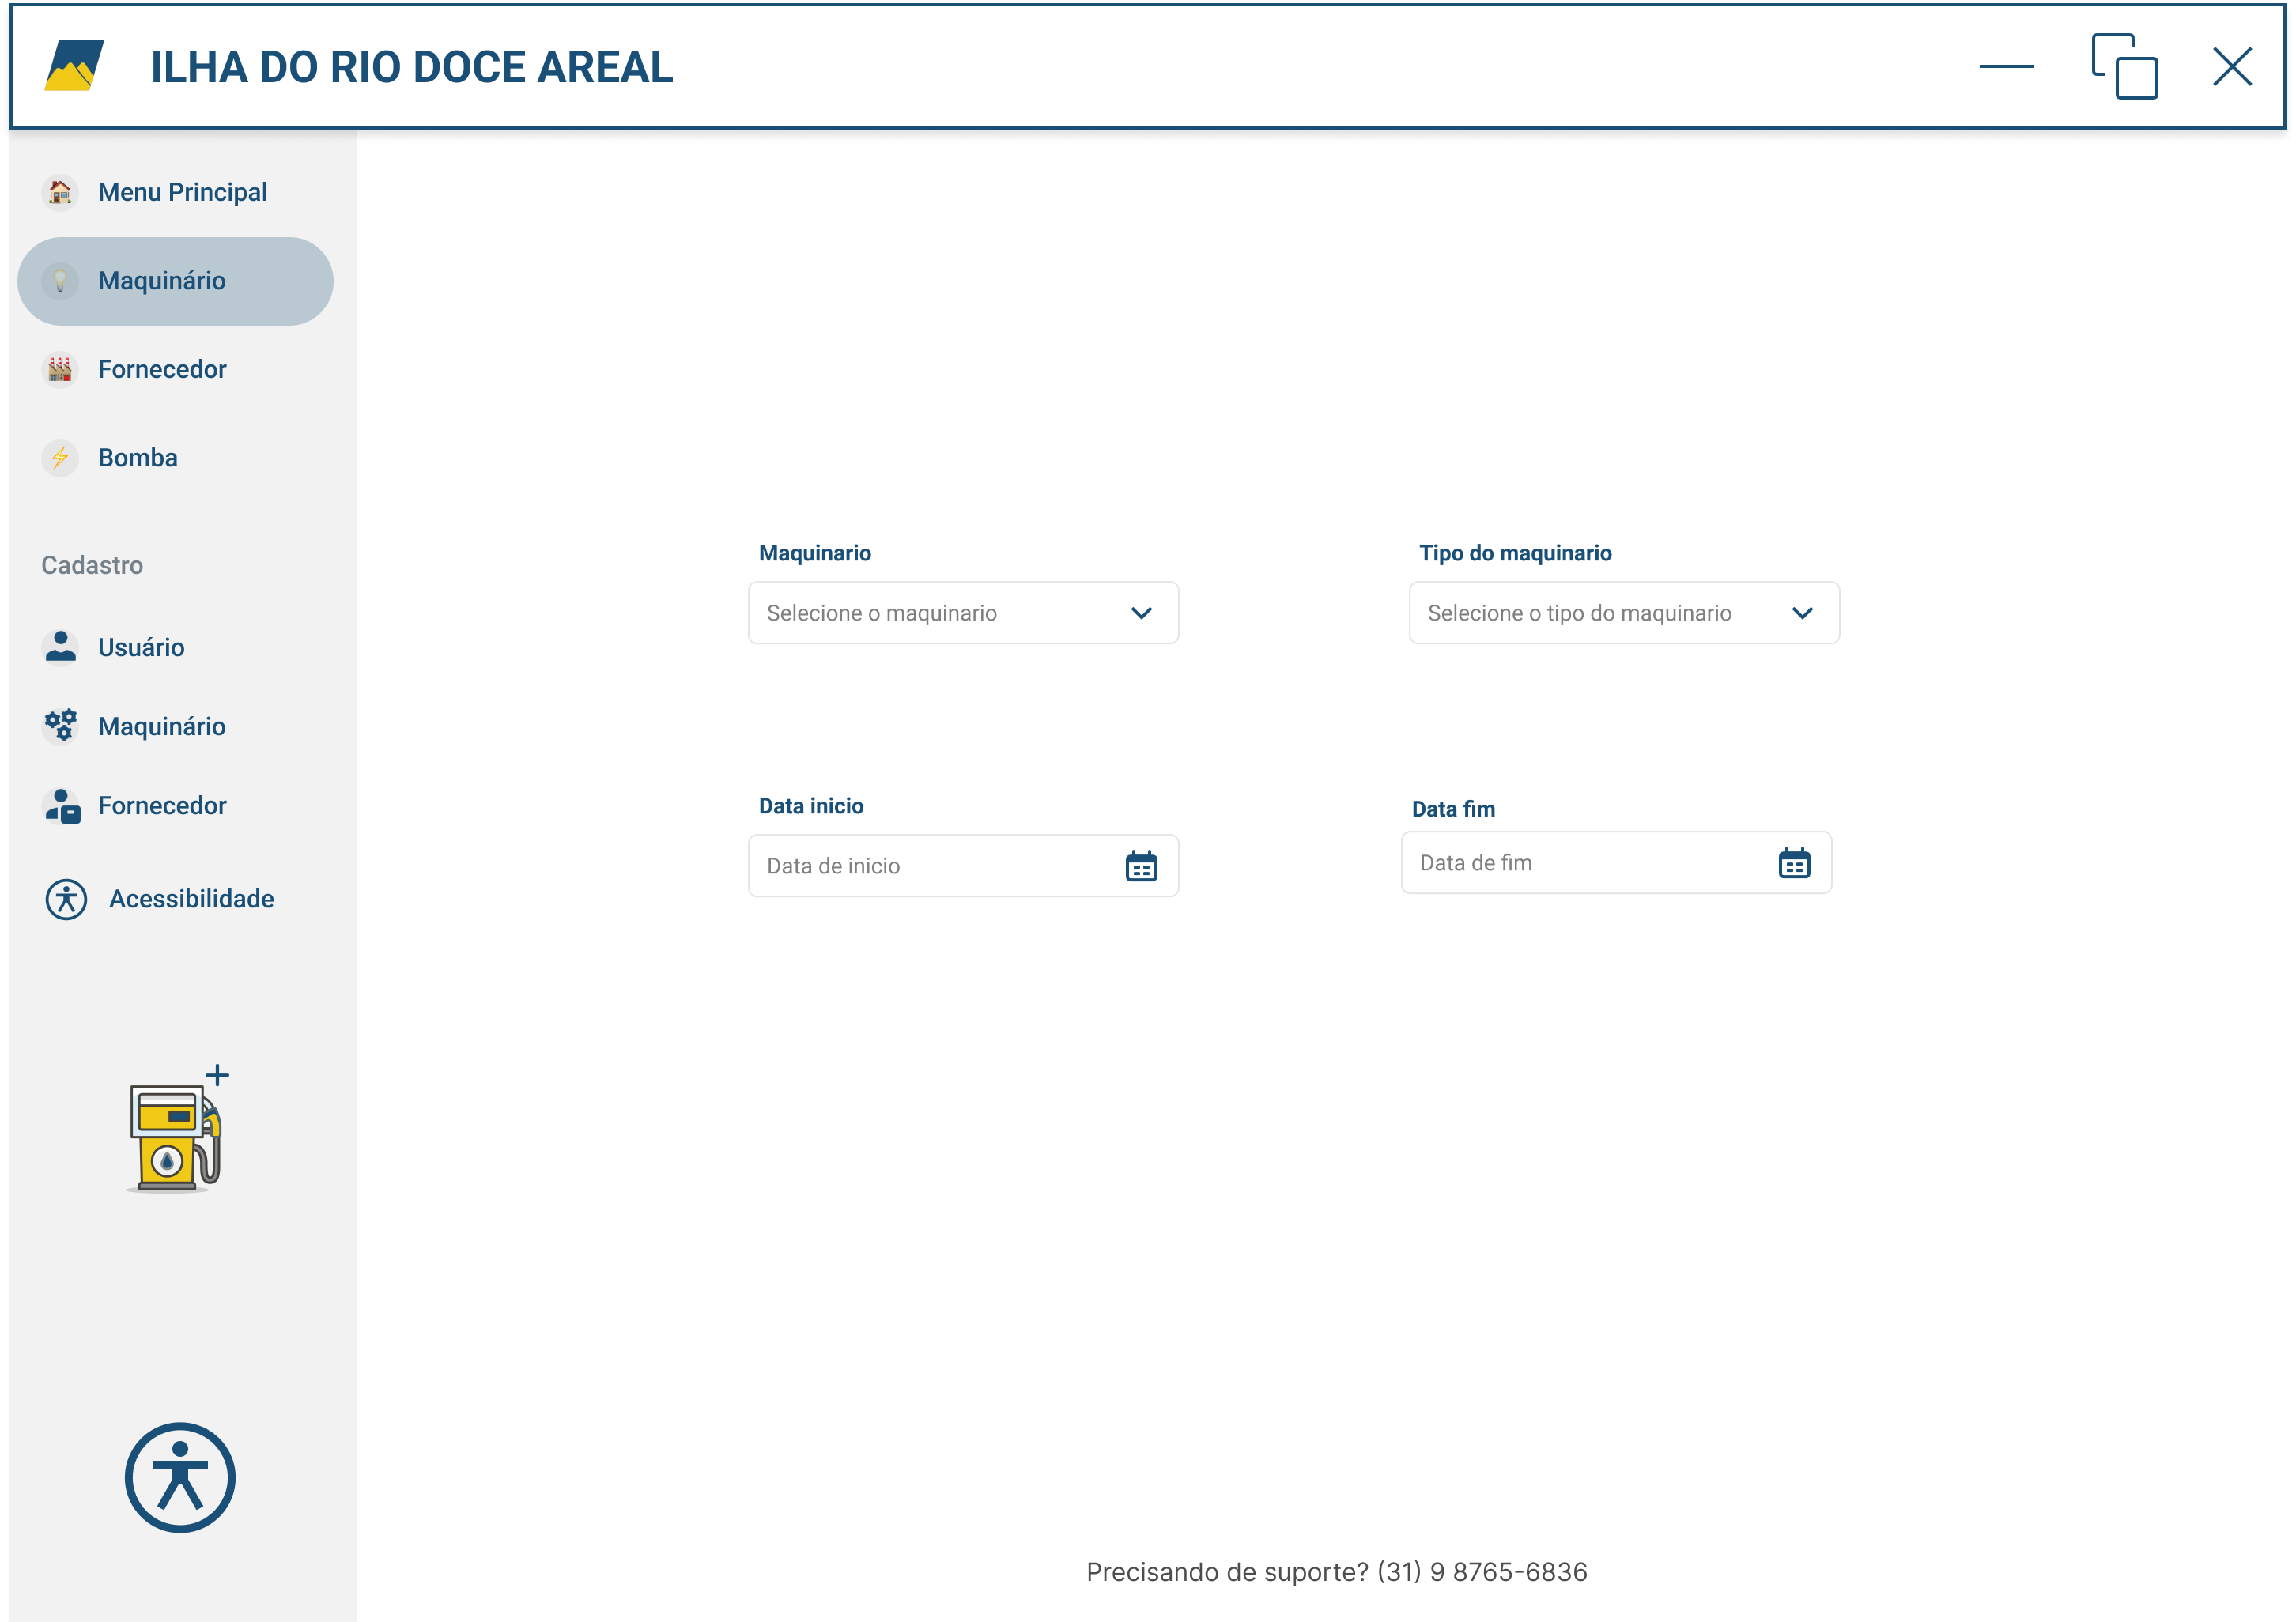 ILHA DO RIO DOCE AREAL
Menu Principal
Maquinário
Fornecedor
Bomba
Cadastro
Usuário
Maquinário
Fornecedor
Acessibilidade
Maquinario
Selecione o maquinario
Tipo do maquinario
Selecione o tipo do maquinario
Data inicio
Data de inicio
Data fim
Data de fim
Precisando de suporte? (31) 9 8765-6836